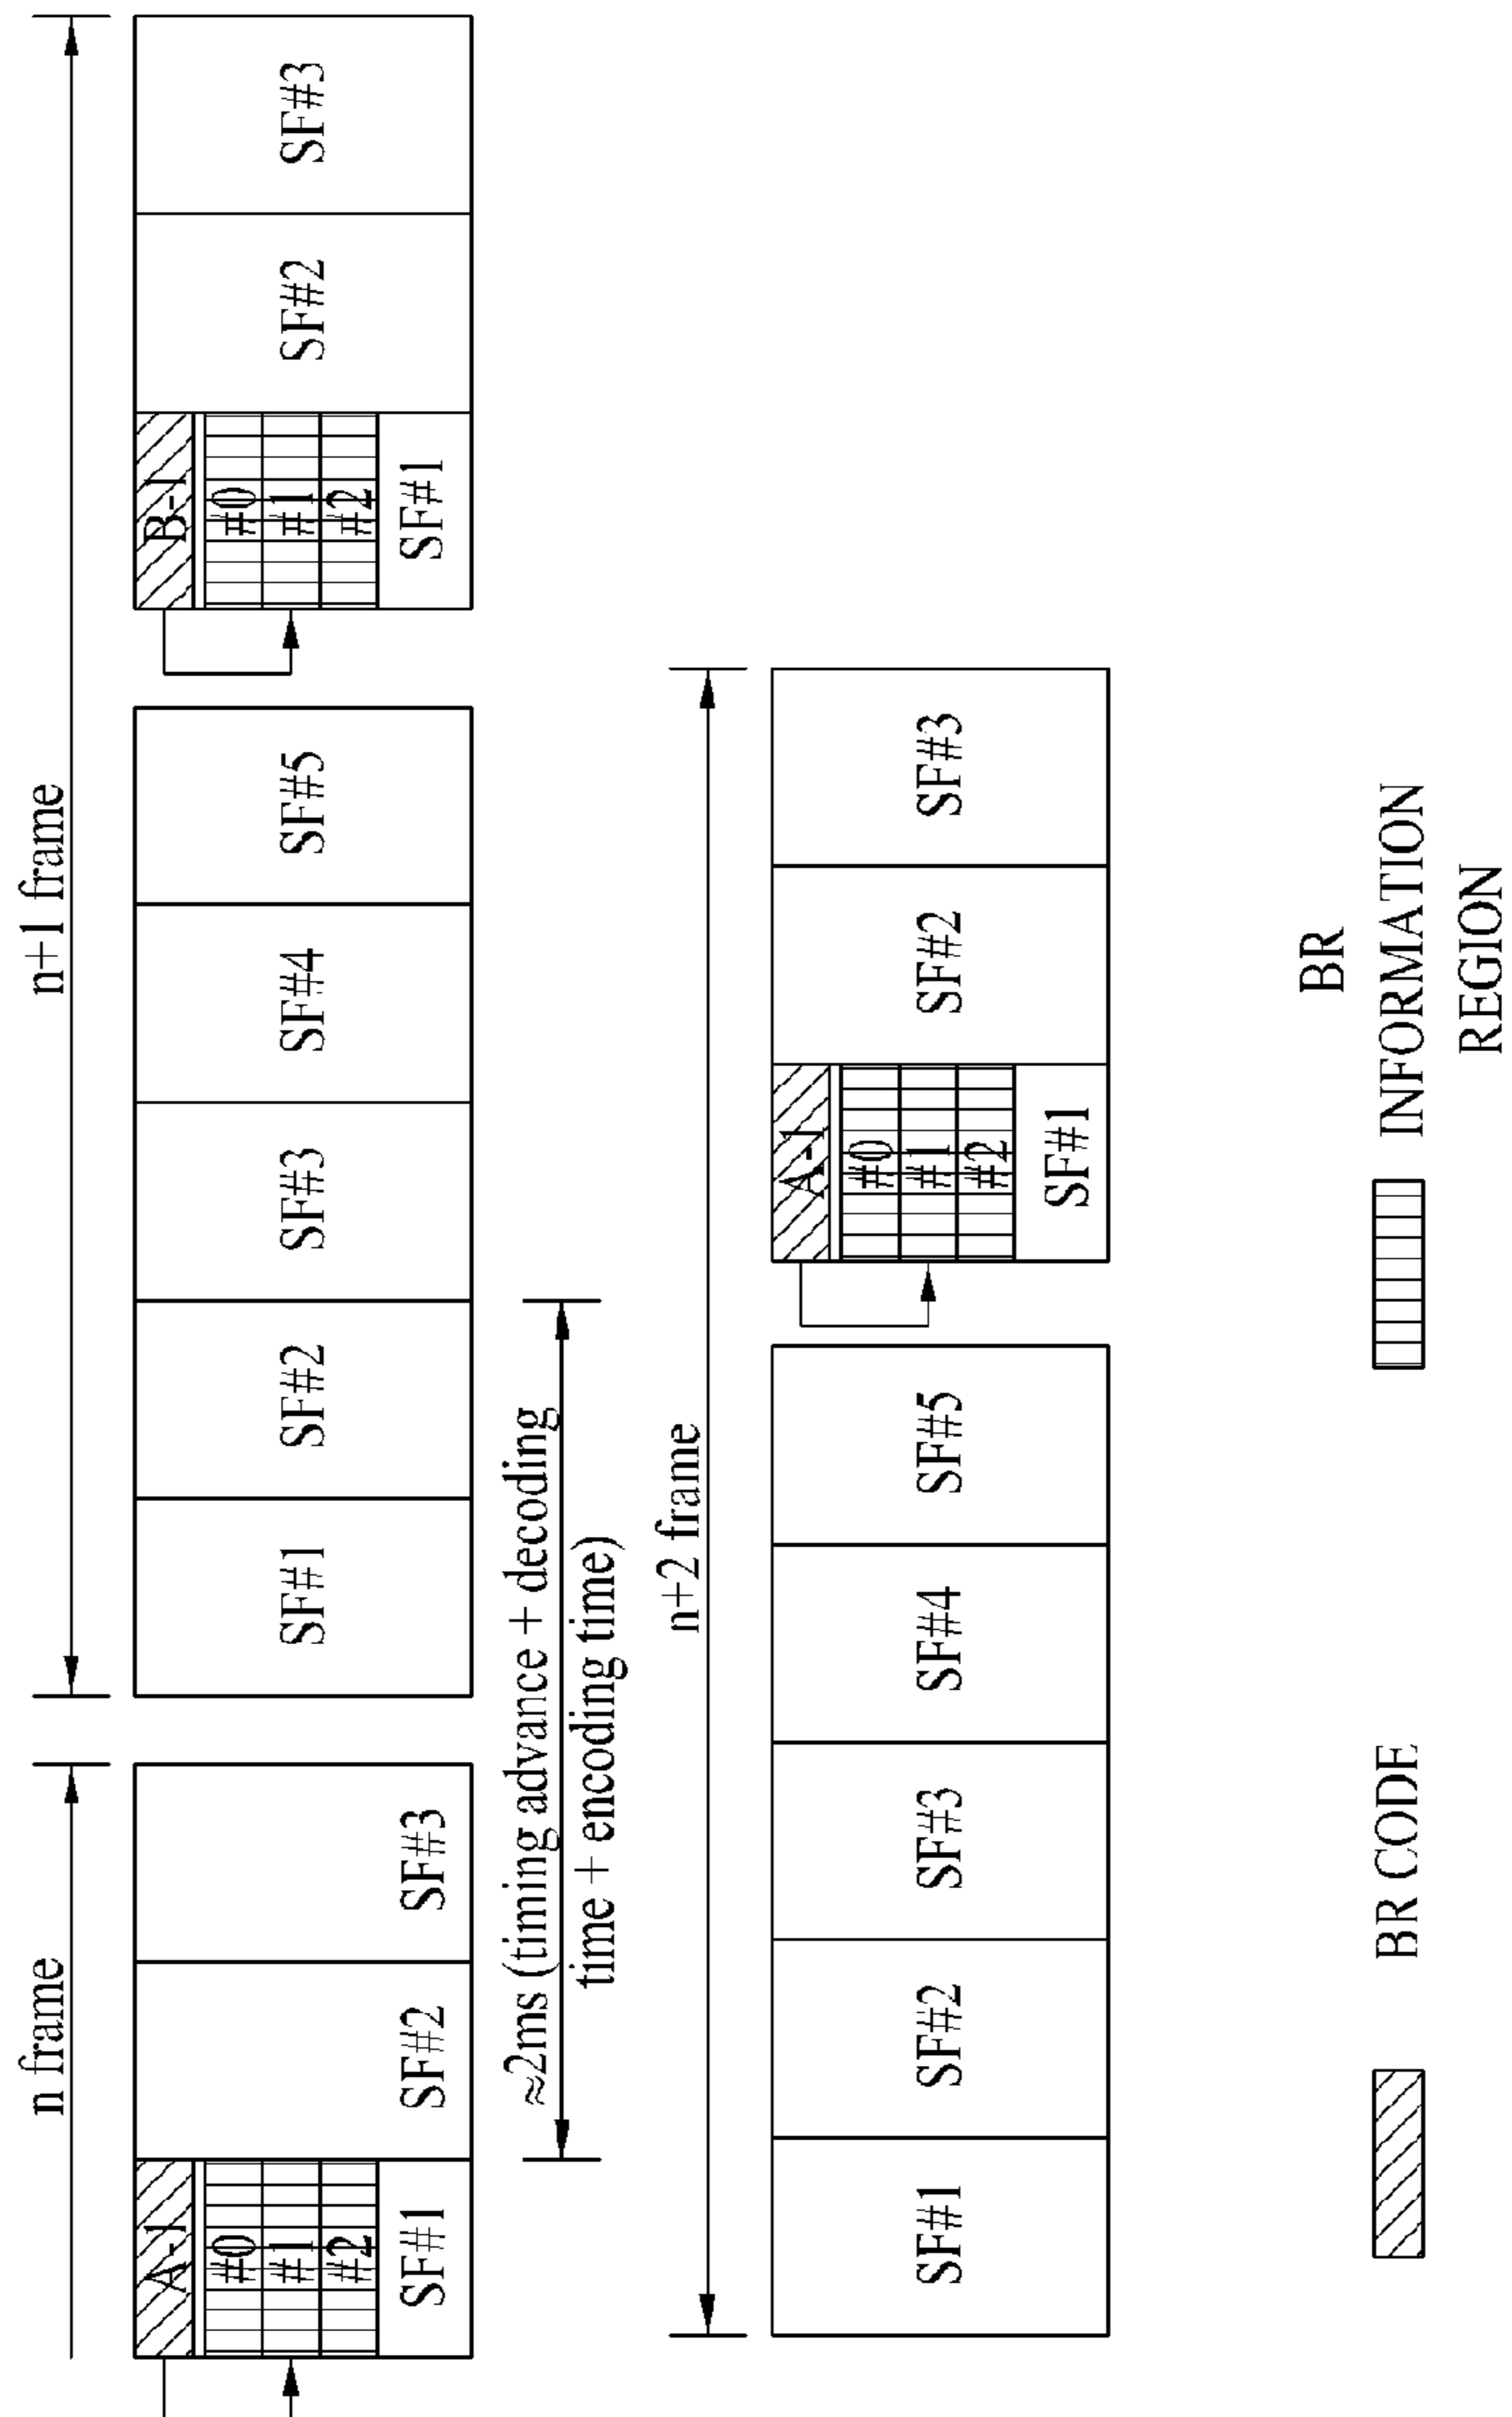 n frame
n+1 frame
A-1
#0
#1
#2
SF#1
SF#2
SF#3
SF#1
SF#2
SF#3
SF#4
SF#5
B-1
#0
#1
#2
SF#1
SF#2
SF#3
≈2ms (timing advance + decoding
time + encoding time)
n+2 frame
SF#1
SF#2
SF#3
SF#4
SF#5
A-1
#0
#1
#2
SF#1
SF#2
SF#3
BR CODE
BR
INFORMATION
REGION